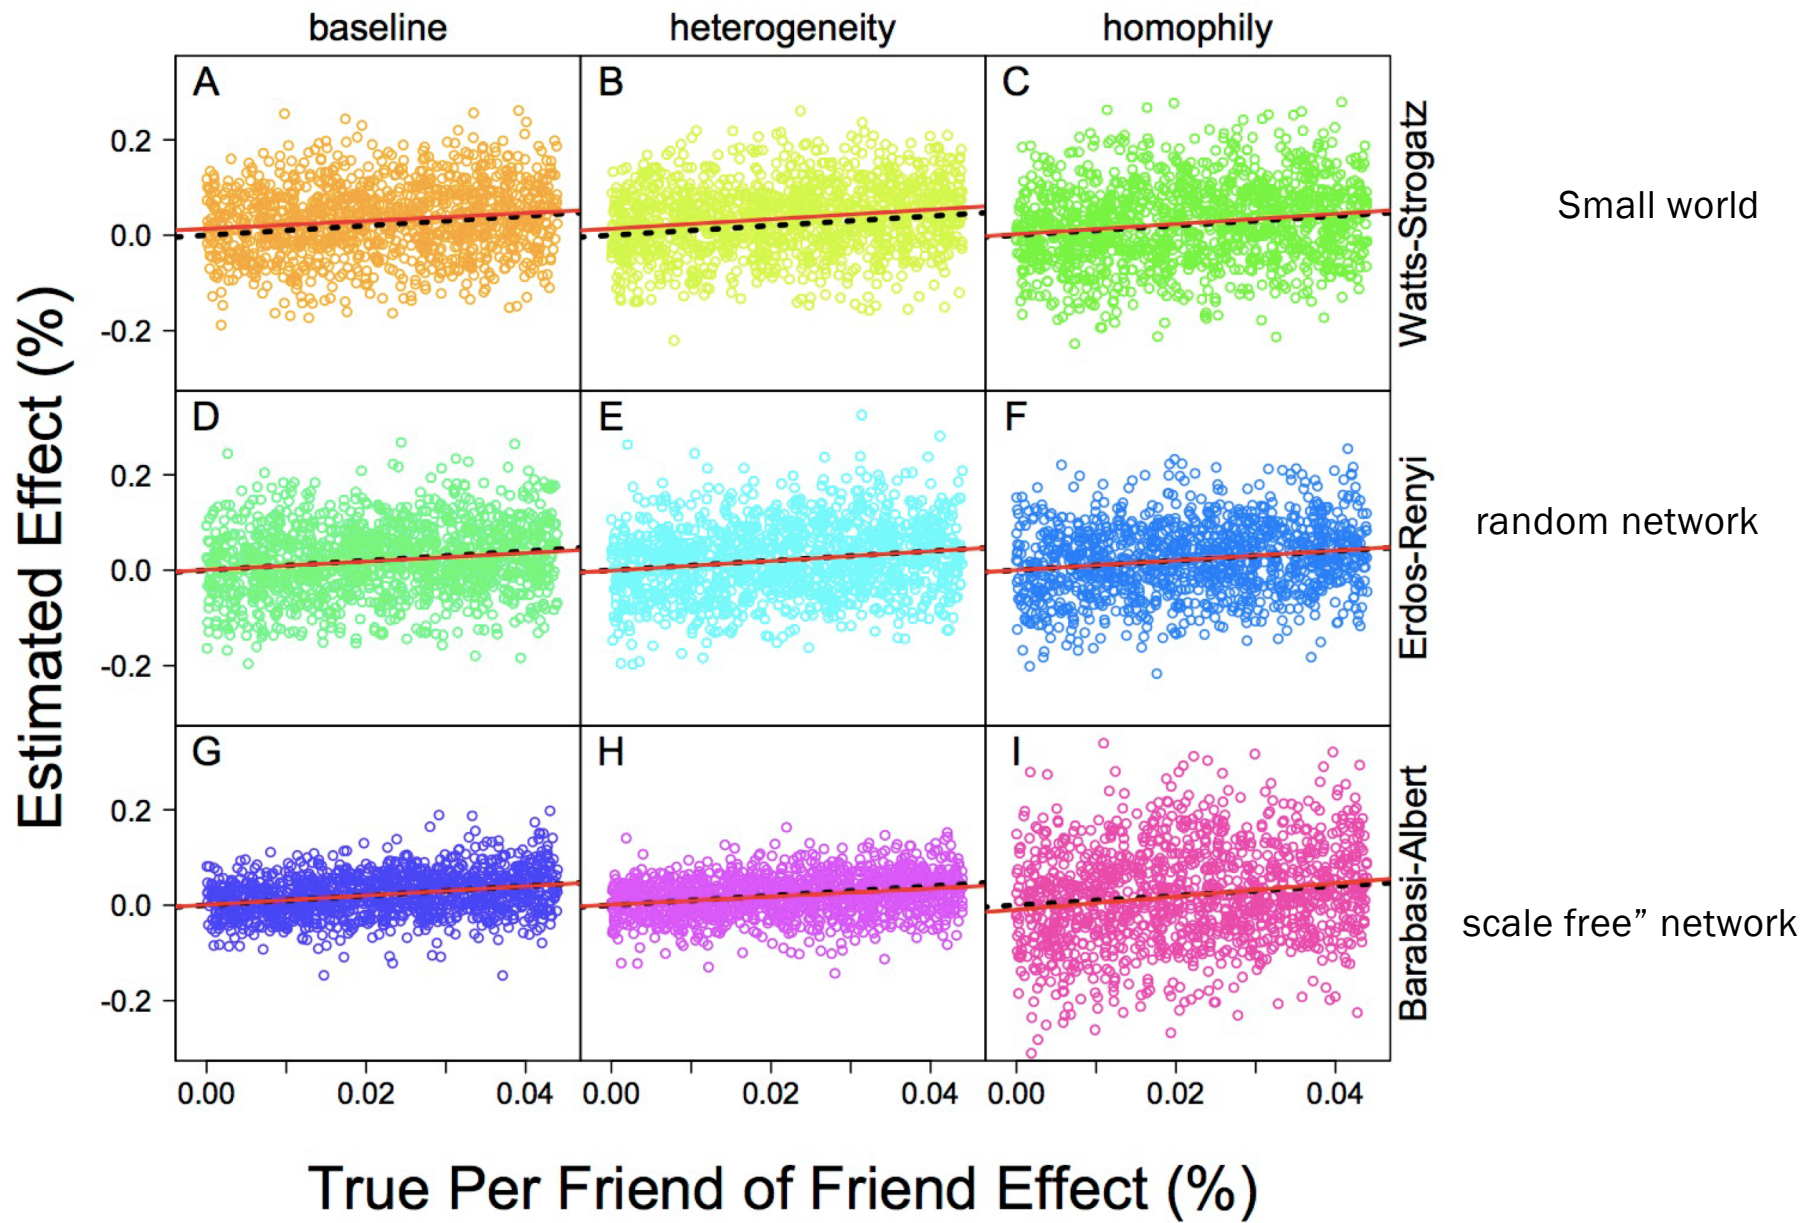 baseline heterogeneity homophily
A B C
0.2
0.0
-0.2
Watts-Strogatz
Small world
D E F
0.2
0.0
-0.2
Erdos-Renyi
random network
G H I
0.2
0.0
-0.2
Barabasi-Albert
scale free” network
Estimated Effect (%)
0.00 0.02 0.04 0.00 0.02 0.04 0.00 0.02 0.04
True Per Friend of Friend Effect (%)